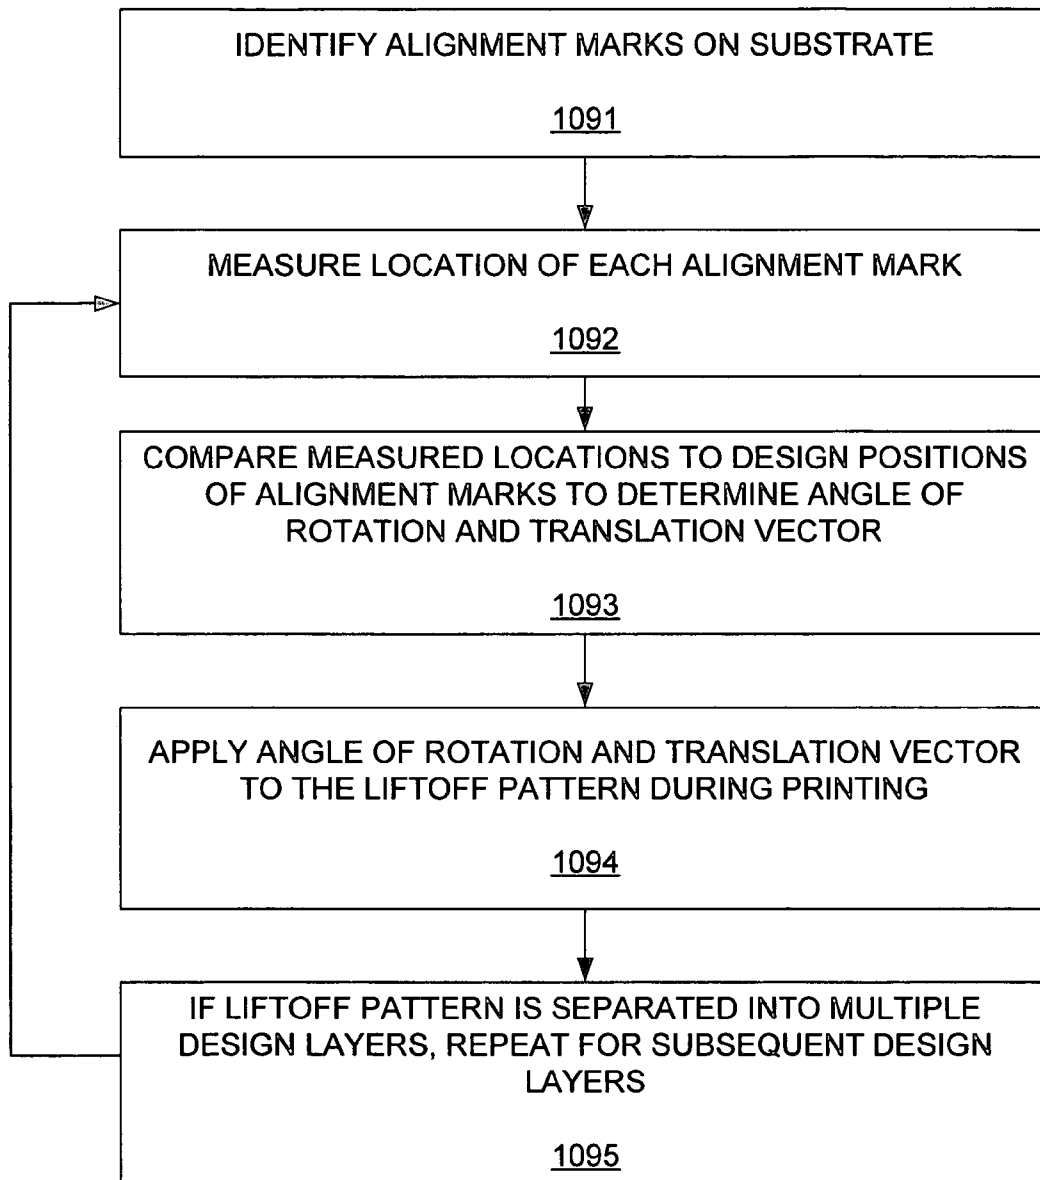 IDENTIFY ALIGNMENT MARKS ON SUBSTRATE
1091
MEASURE LOCATION OF EACH ALIGNMENT MARK
1092
COMPARE MEASURED LOCATIONS TO DESIGN POSITIONS
OF ALIGNMENT MARKS TO DETERMINE ANGLE OF
ROTATION AND TRANSLATION VECTOR
1093
APPLY ANGLE OF ROTATION AND TRANSLATION VECTOR
TO THE LIFTOFF PATTERN DURING PRINTING
1094
IF LIFTOFF PATTERN IS SEPARATED INTO MULTIPLE
DESIGN LAYERS, REPEAT FOR SUBSEQUENT DESIGN
LAYERS
1095